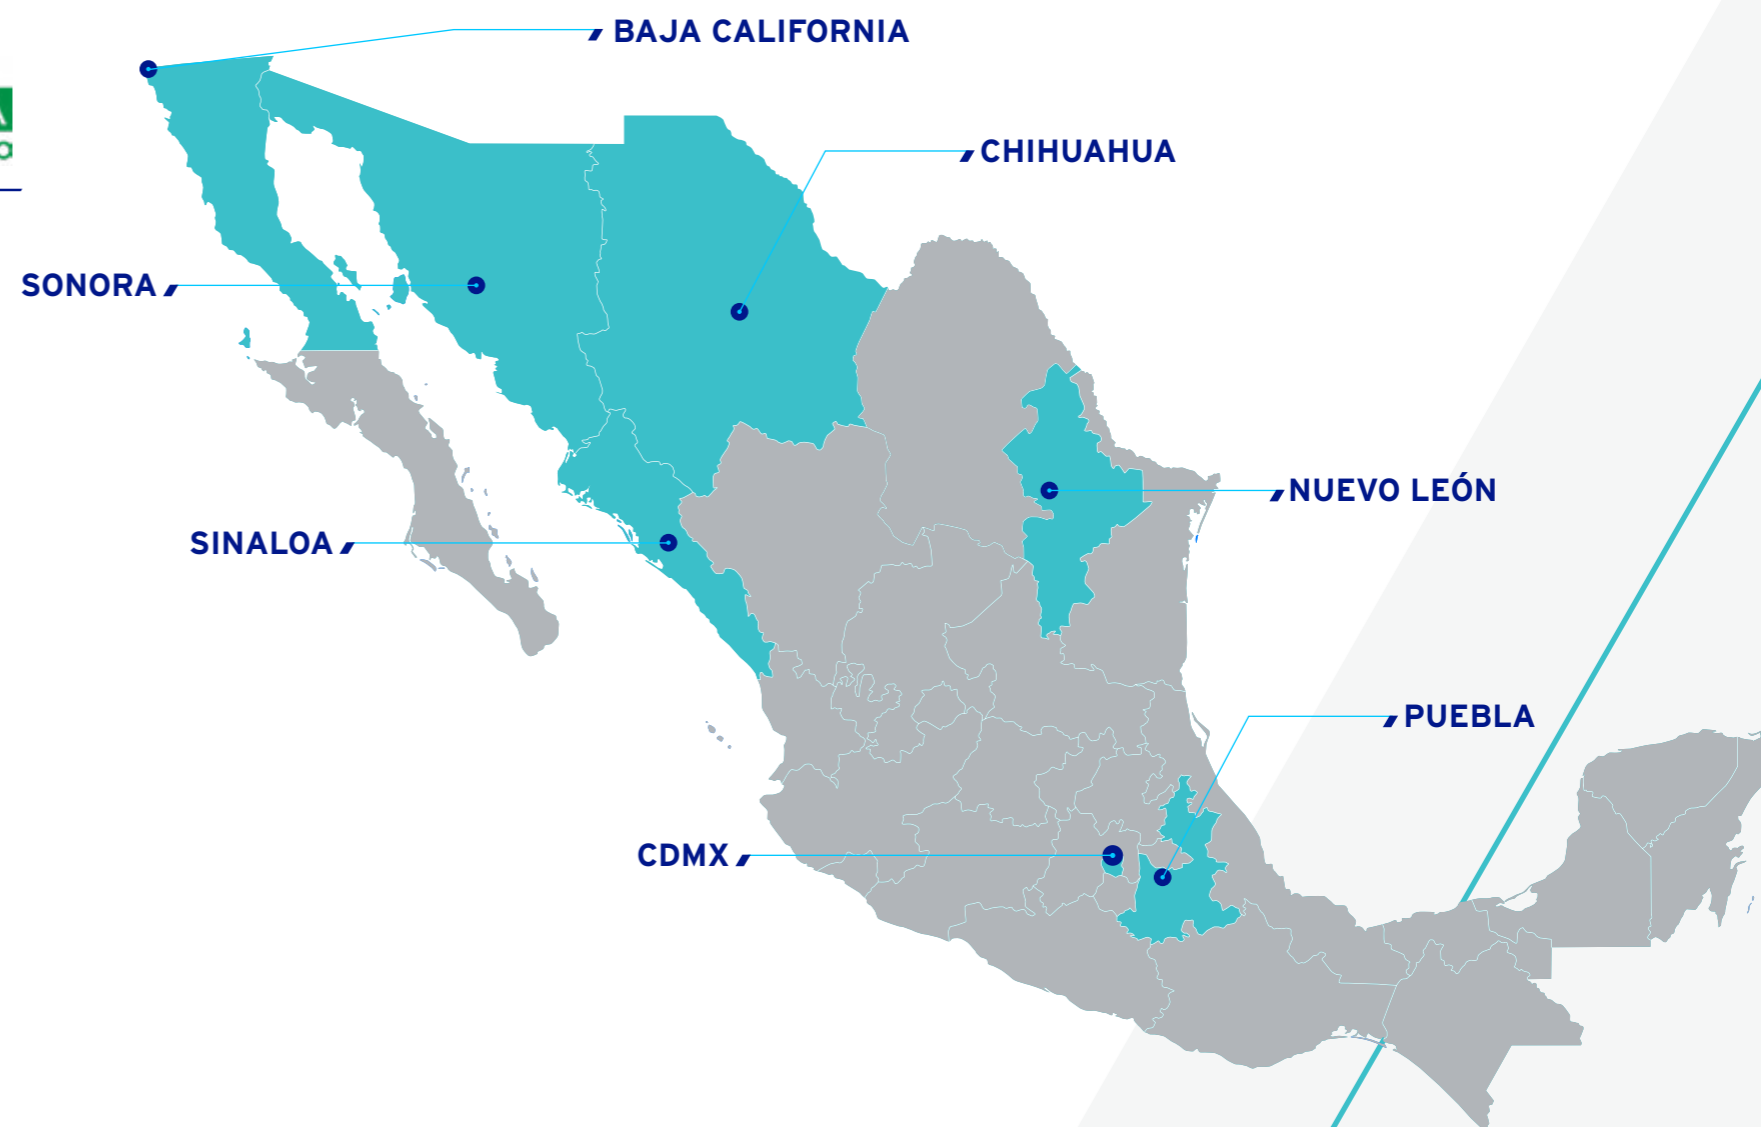 BAJA CALIFORNIA
CHIHUAHUA
SONORA
NUEVO LEÓN
SINALOA
PUEBLA
CDMX